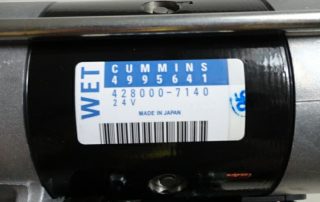 WET
CUMMINS
4995641
428000-7140
24V
MADE IN JAPAN